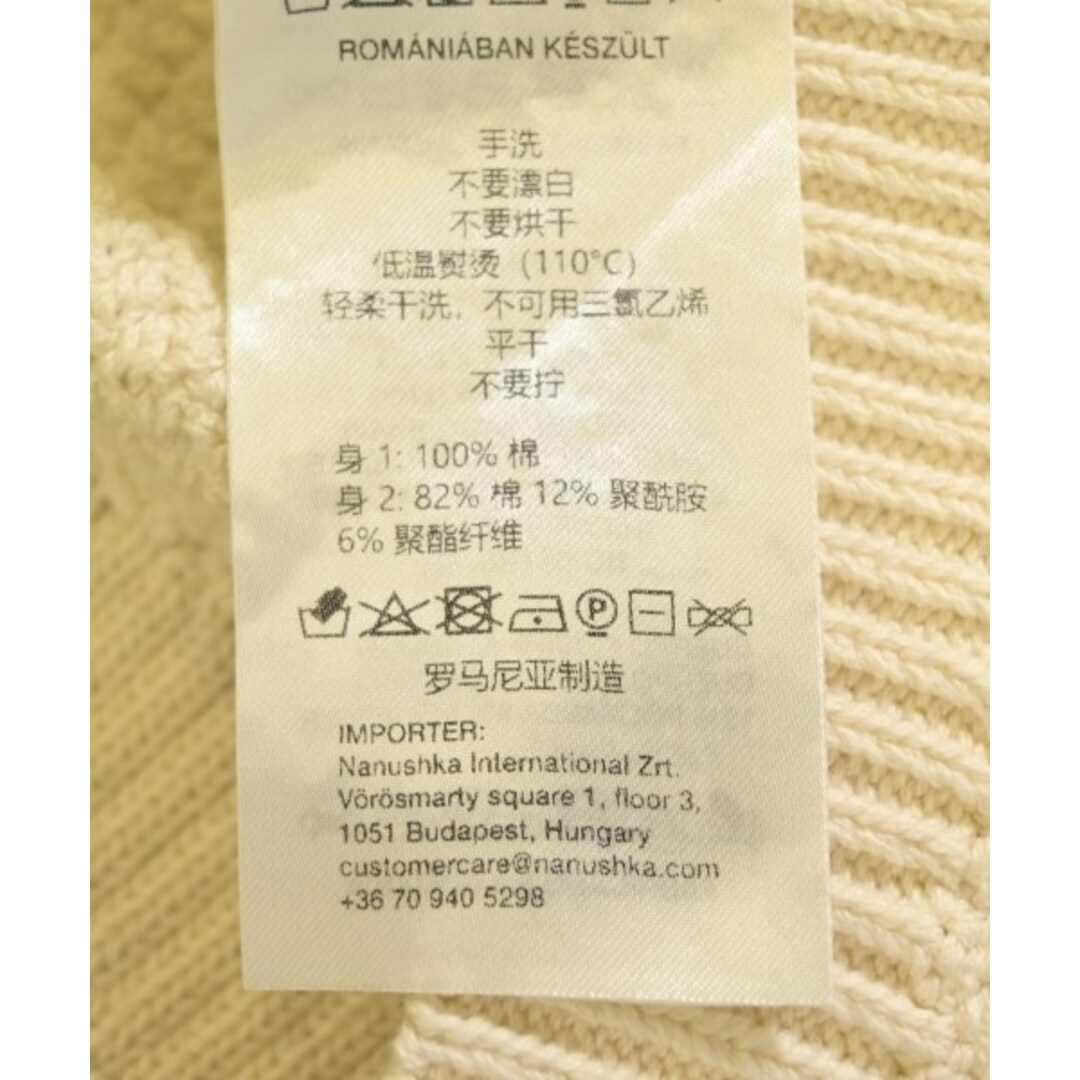 ROMÁNIÁBAN KÉSZÜLT
手洗
不要漂白
不要烘干
低温熨烫 (110°C)
轻柔干洗, 不可用三氯乙烯
平干
不要拧
身 1: 100% 棉
身 2: 82% 棉 12% 聚酰胺
6% 聚酯纤维
P
罗马尼亚制造
IMPORTER:
Nanushka International Zrt.
Vörösmarty square 1, floor 3,
1051 Budapest, Hungary
customercare@nanushka.com
+36 70 940 5298